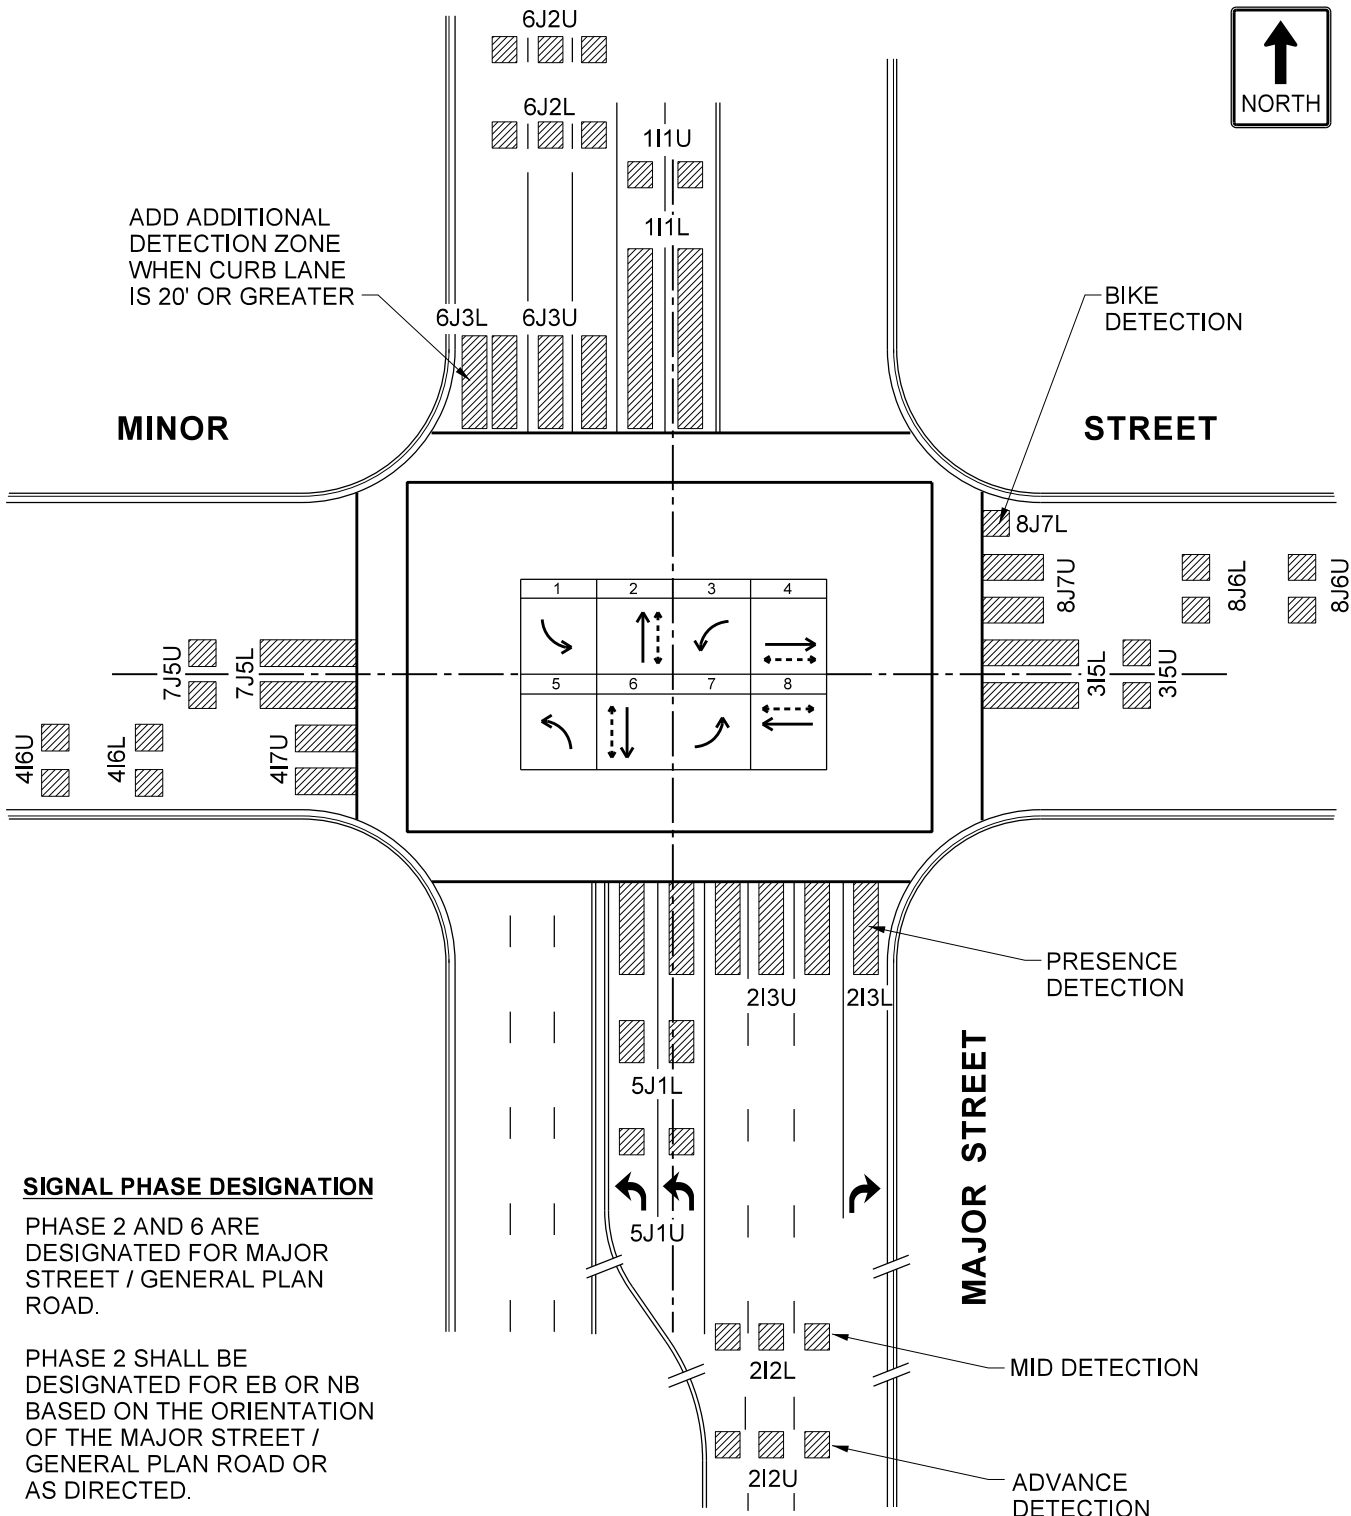 6J2U
NORTH
6J2L
1I1U
ADD ADDITIONAL
DETECTION ZONE
WHEN CURB LANE
IS 20' OR GREATER
1I1L
BIKE
DETECTION
6J3L
6J3U
MINOR
STREET
8J7L
8J7U
8J6L
8J6U
1
2
3
4
7J5U
7J5L
3I5L
3I5U
5
6
7
8
4I6U
4I6L
4I7U
PRESENCE
DETECTION
2I3U
2I3L
MAJOR STREET
5J1L
5J1U
SIGNAL PHASE DESIGNATION
PHASE 2 AND 6 ARE
DESIGNATED FOR MAJOR
STREET / GENERAL PLAN
ROAD.
PHASE 2 SHALL BE
DESIGNATED FOR EB OR NB
BASED ON THE ORIENTATION
OF THE MAJOR STREET /
GENERAL PLAN ROAD OR
AS DIRECTED.
2I2L
MID DETECTION
2I2U
ADVANCE
DETECTION